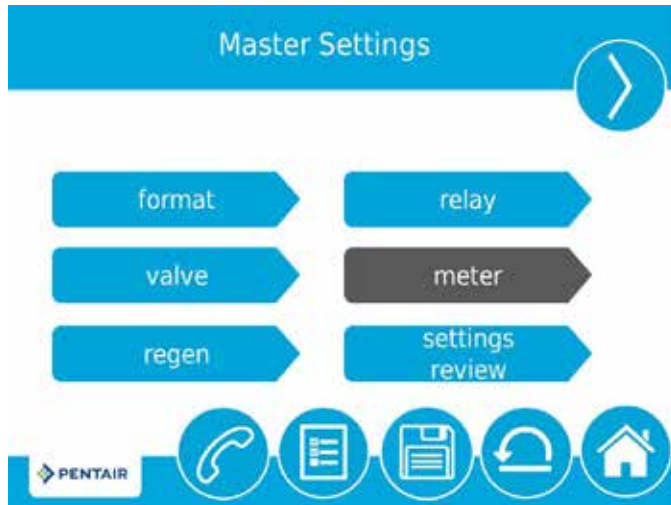 Master Settings
format
relay
valve
meter
regen
settings
review
PENTAIR